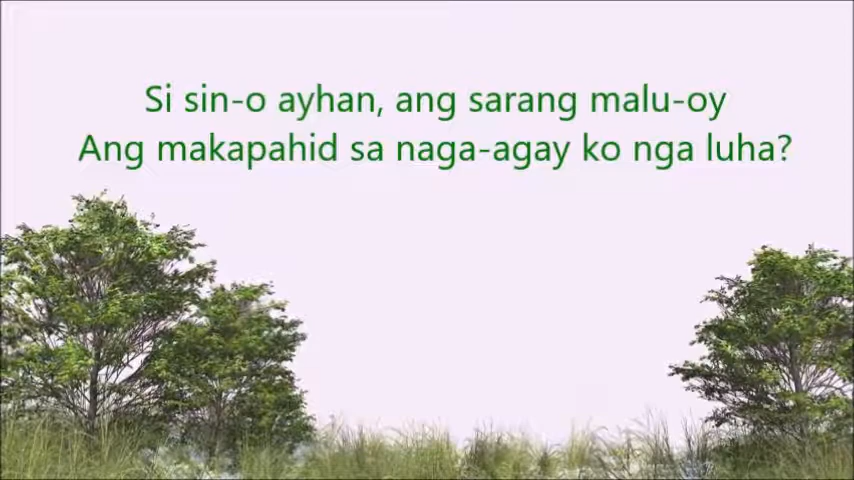 Si sin-o ayhan, ang sarang malu-oy
Ang makapahid sa naga-agay ko nga luha?